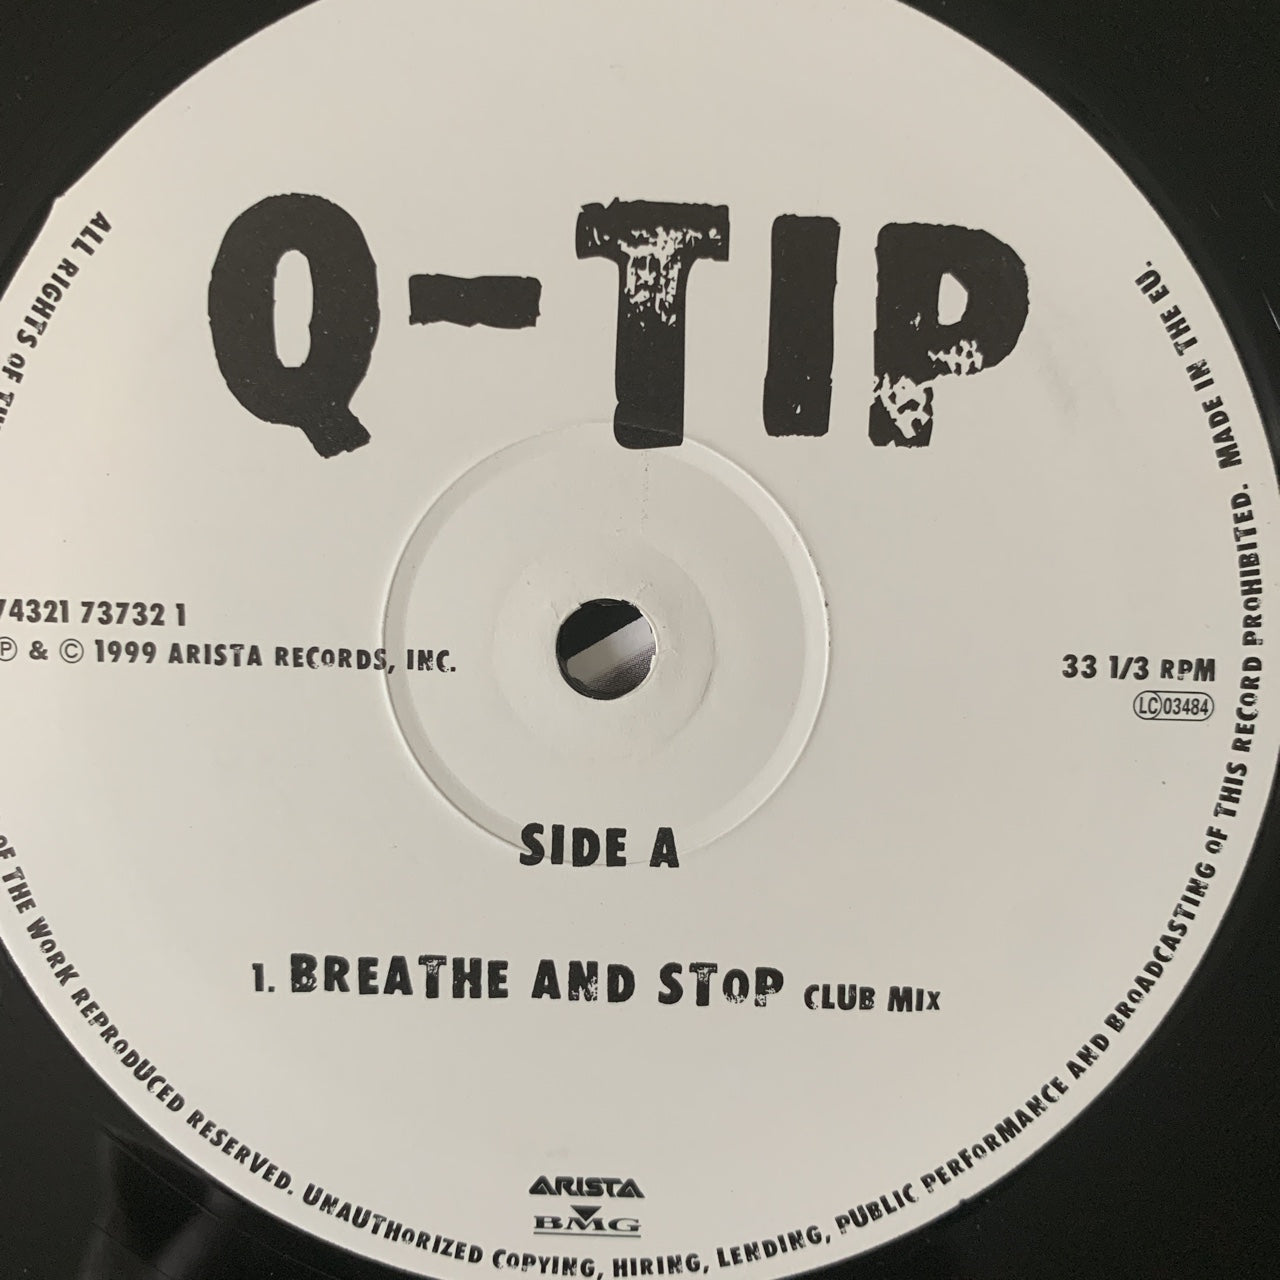 Q-TIP
74321 73732 1
Ⓟ & © 1999 ARISTA RECORDS, INC.
33 1/3 RPM
LC 03484
SIDE A
1. BREATHE AND STOP CLUB MIX
ARISTA
BMG
ALL RIGHTS OF
OF THE WORK REPRODUCED RESERVED. UNAUTHORIZED COPYING, HIRING, LENDING, PUBLIC PERFORMANCE AND BROADCASTING OF THIS RECORD PROHIBITED. MADE IN THE EU.